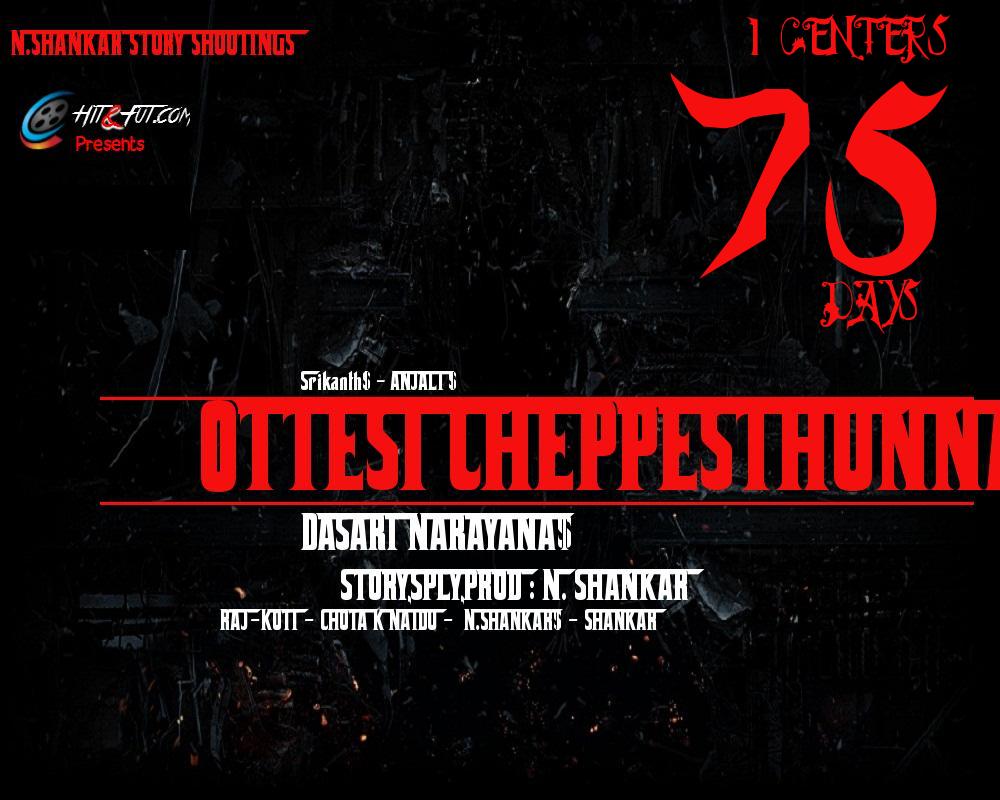 N.SHANKAR STORY SHOOTINGS
1 CENTERS
HIT&FUT.COM
Presents
75
DAYS
Srikanth$ - ANJALI $
OTTESI CHEPPESTHUNN
DASARI NARAYANA$
STORY,SPLY,PROD : N. SHANKAR
RAJ-KOTI - CHOTA K NAIDU - N.SHANKAR$ - SHANKAR